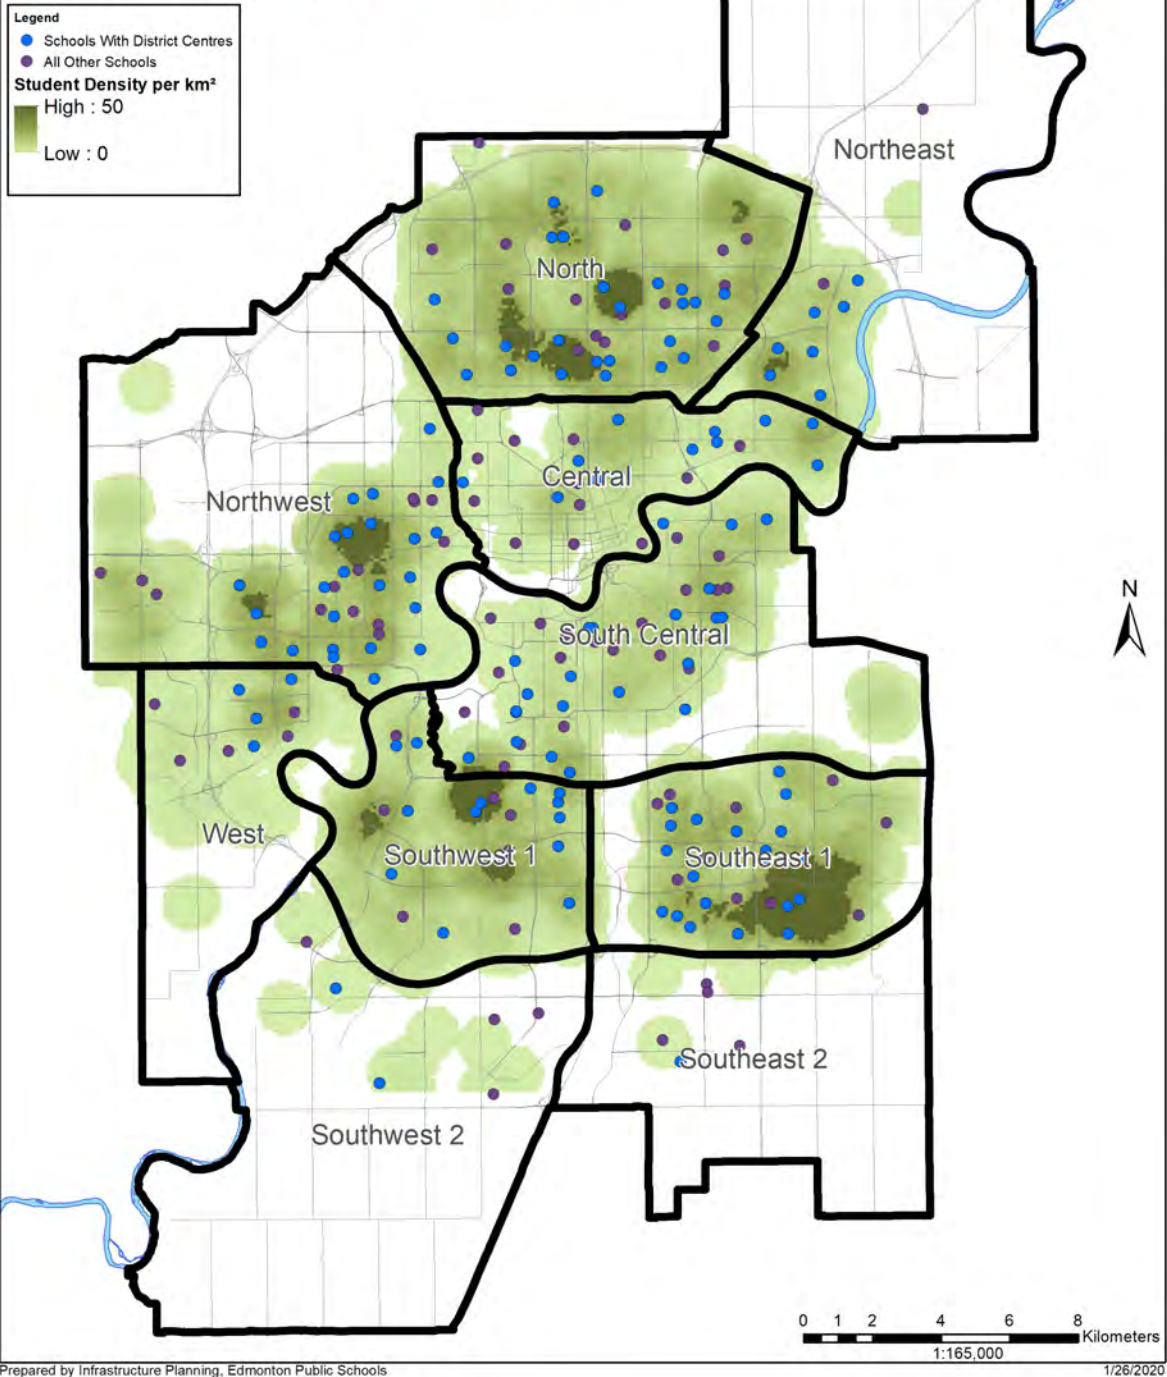 Legend
Schools With District Centres
All Other Schools
Student Density per km²
High : 50
Low : 0
Northeast
North
Central
Northwest
South Central
West
Southwest 1
Southeast 1
Southeast 2
Southwest 2
N
0 1 2 4 6 8
Kilometers
1:165,000
Prepared by Infrastructure Planning, Edmonton Public Schools
1/26/2020